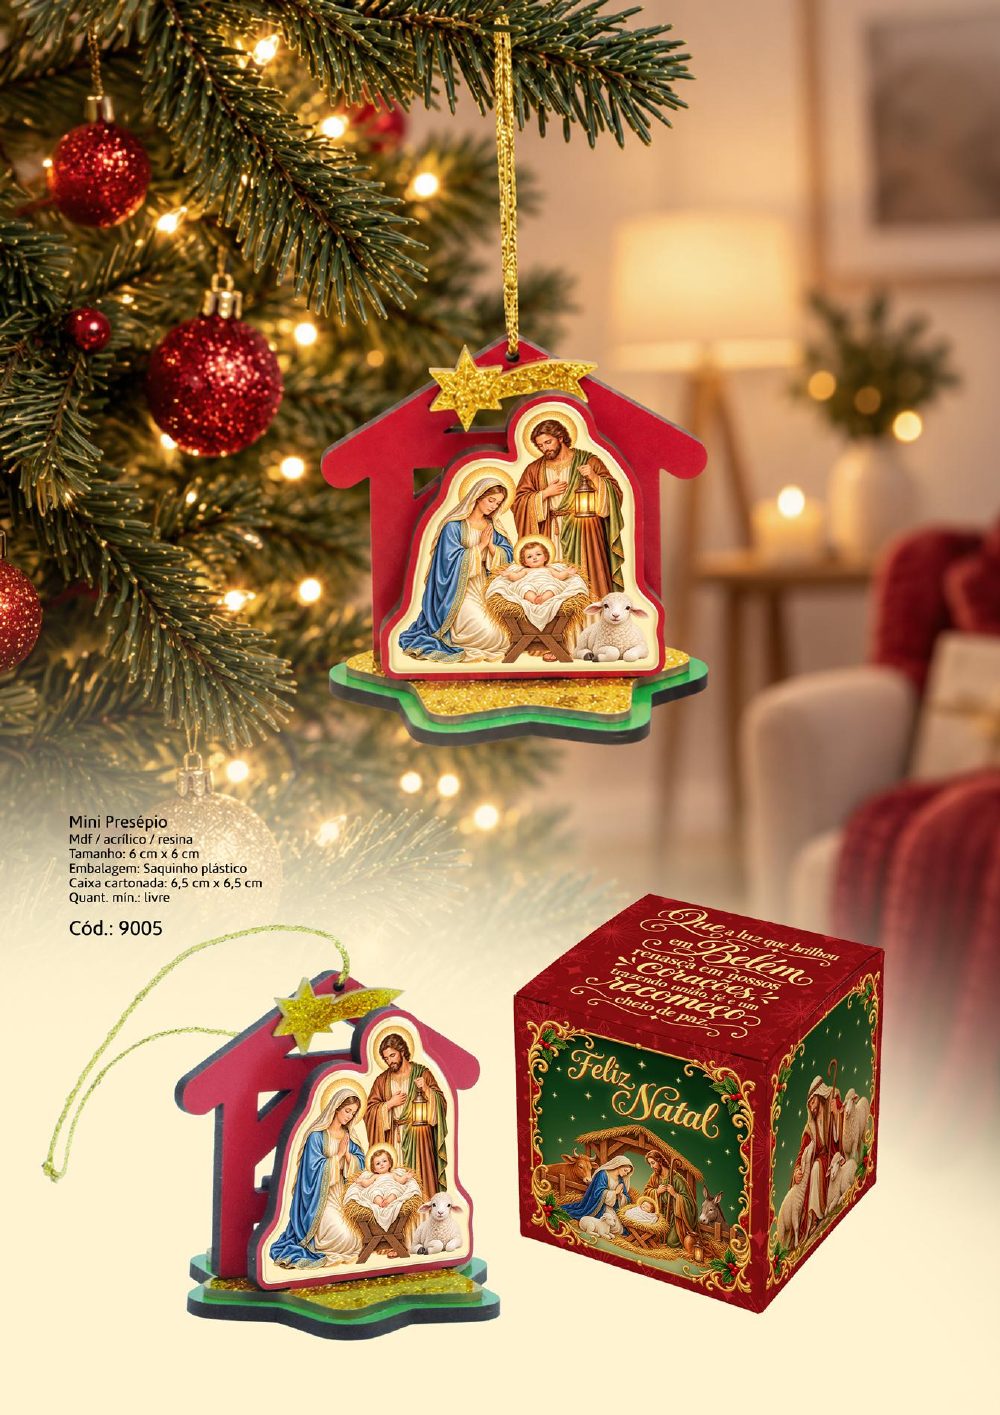 Mini Presépio
Mdf / acrílico / resina
Tamanho: 6 cm x 6 cm
Embalagem: Saquinho plástico
Caixa cartonada: 6,5 cm x 6,5 cm
Quant. mín.: livre
Cód.: 9005
Que a luz que brilhou
em Belém
renasça em nossos
corações,
trazendo união, fé e um
recomeço
cheio de paz.
Feliz
Natal